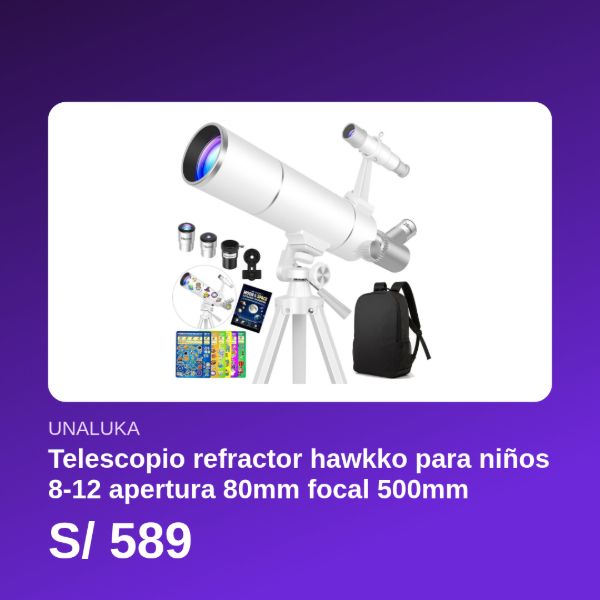 UNALUKA
Telescopio refractor hawkko para niños
8-12 apertura 80mm focal 500mm
S/ 589